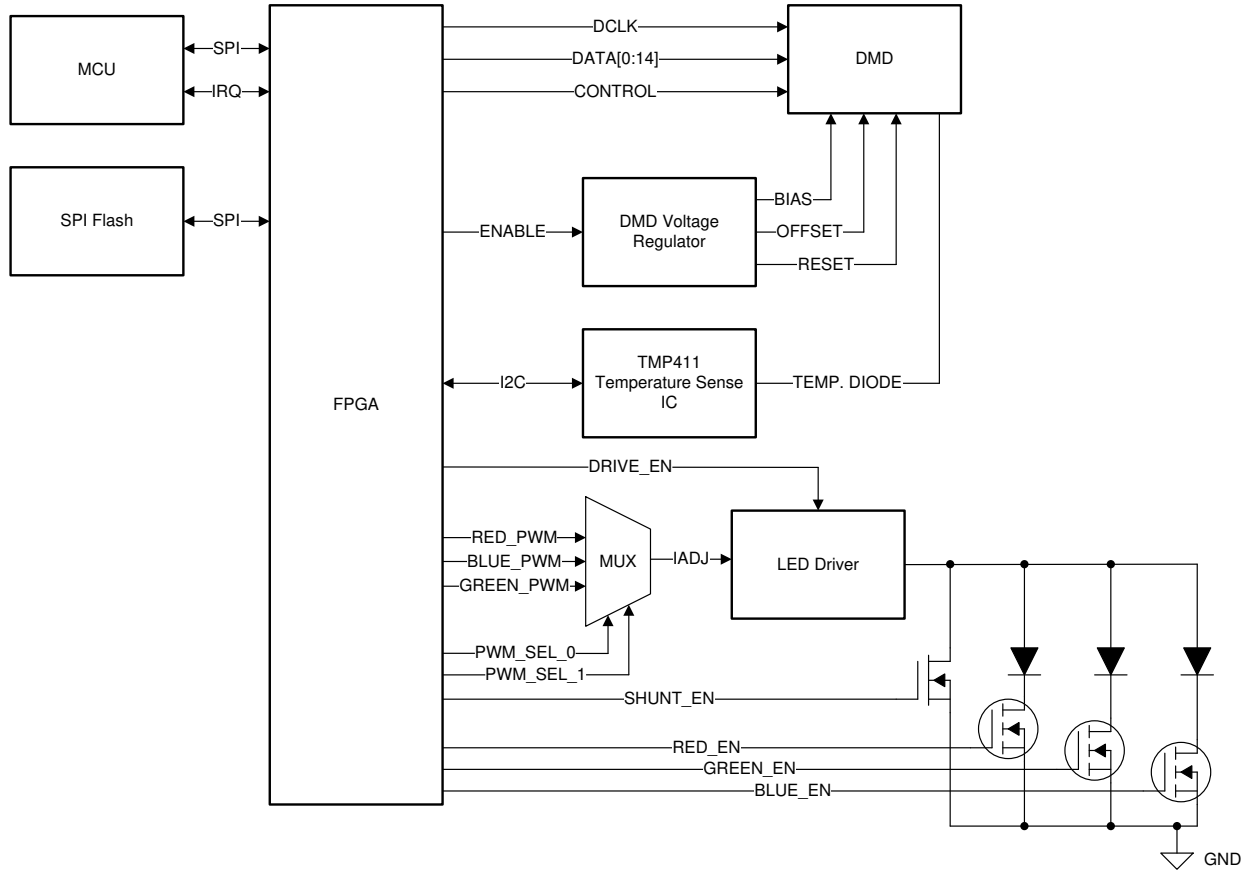 DCLK
SPI
DATA[0:14]
DMD
MCU
IRQ
CONTROL
SPI Flash
SPI
BIAS
ENABLE
DMD Voltage
Regulator
OFFSET
RESET
TMP411
Temperature Sense
IC
I2C
TEMP. DIODE
FPGA
DRIVE_EN
RED_PWM
BLUE_PWM
GREEN_PWM
MUX
IADJ
LED Driver
PWM_SEL_0
PWM_SEL_1
SHUNT_EN
RED_EN
GREEN_EN
BLUE_EN
GND